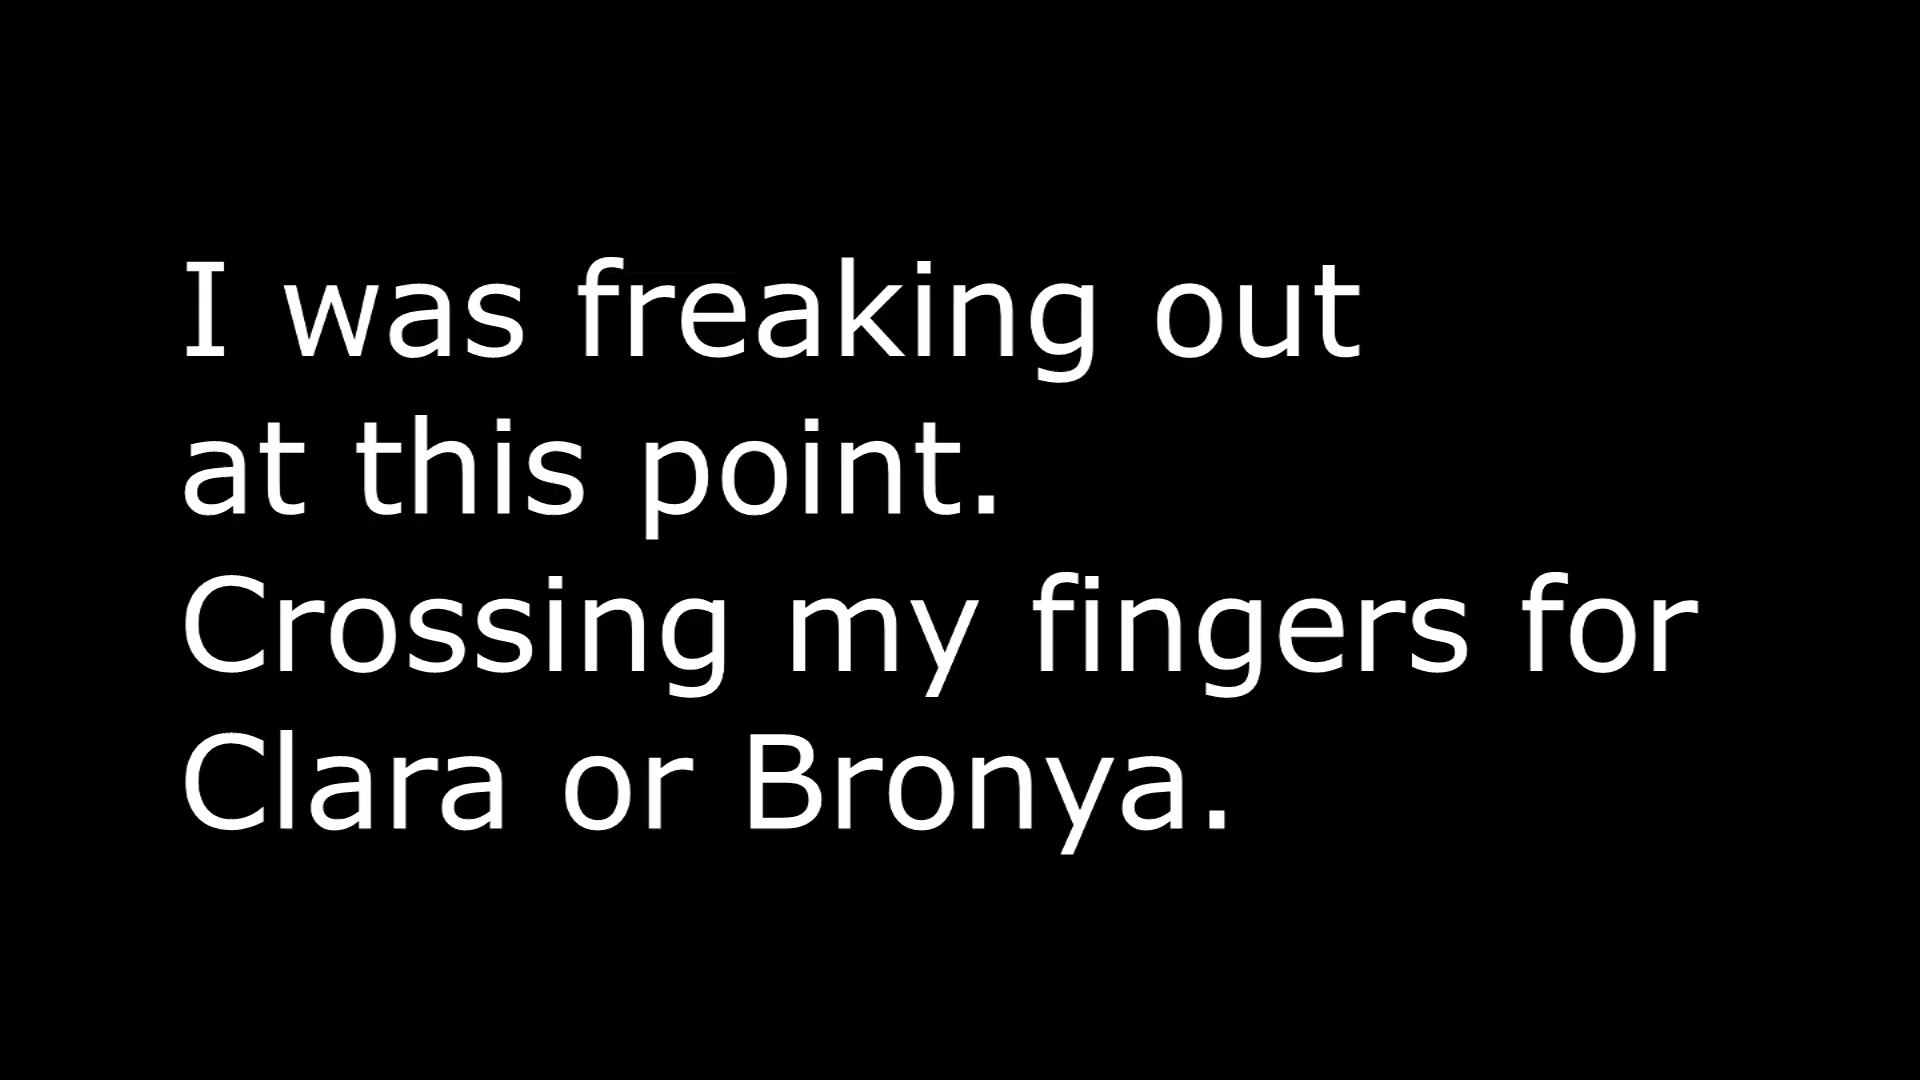 I was freaking out
at this point.
Crossing my fingers for
Clara or Bronya.